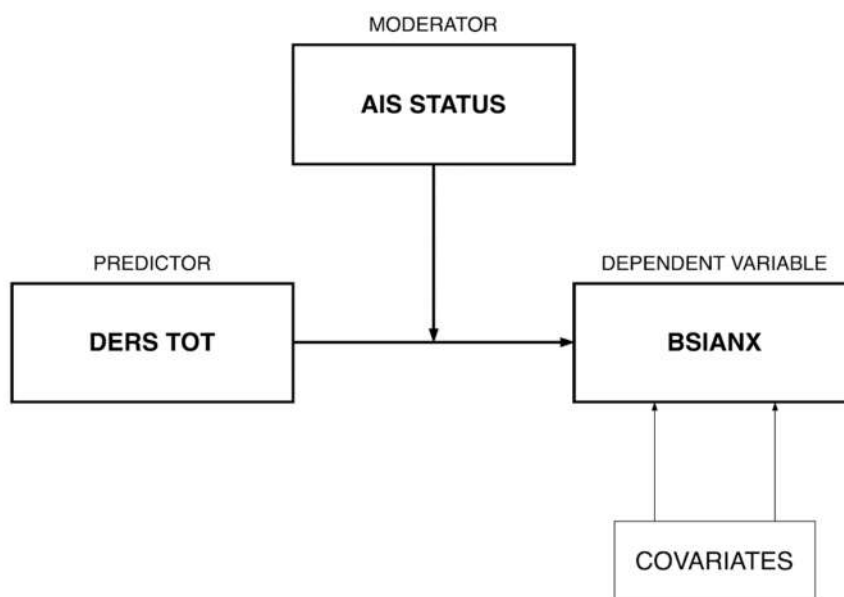 MODERATOR
AIS STATUS
PREDICTOR
DERS TOT
DEPENDENT VARIABLE
BSIANX
COVARIATES